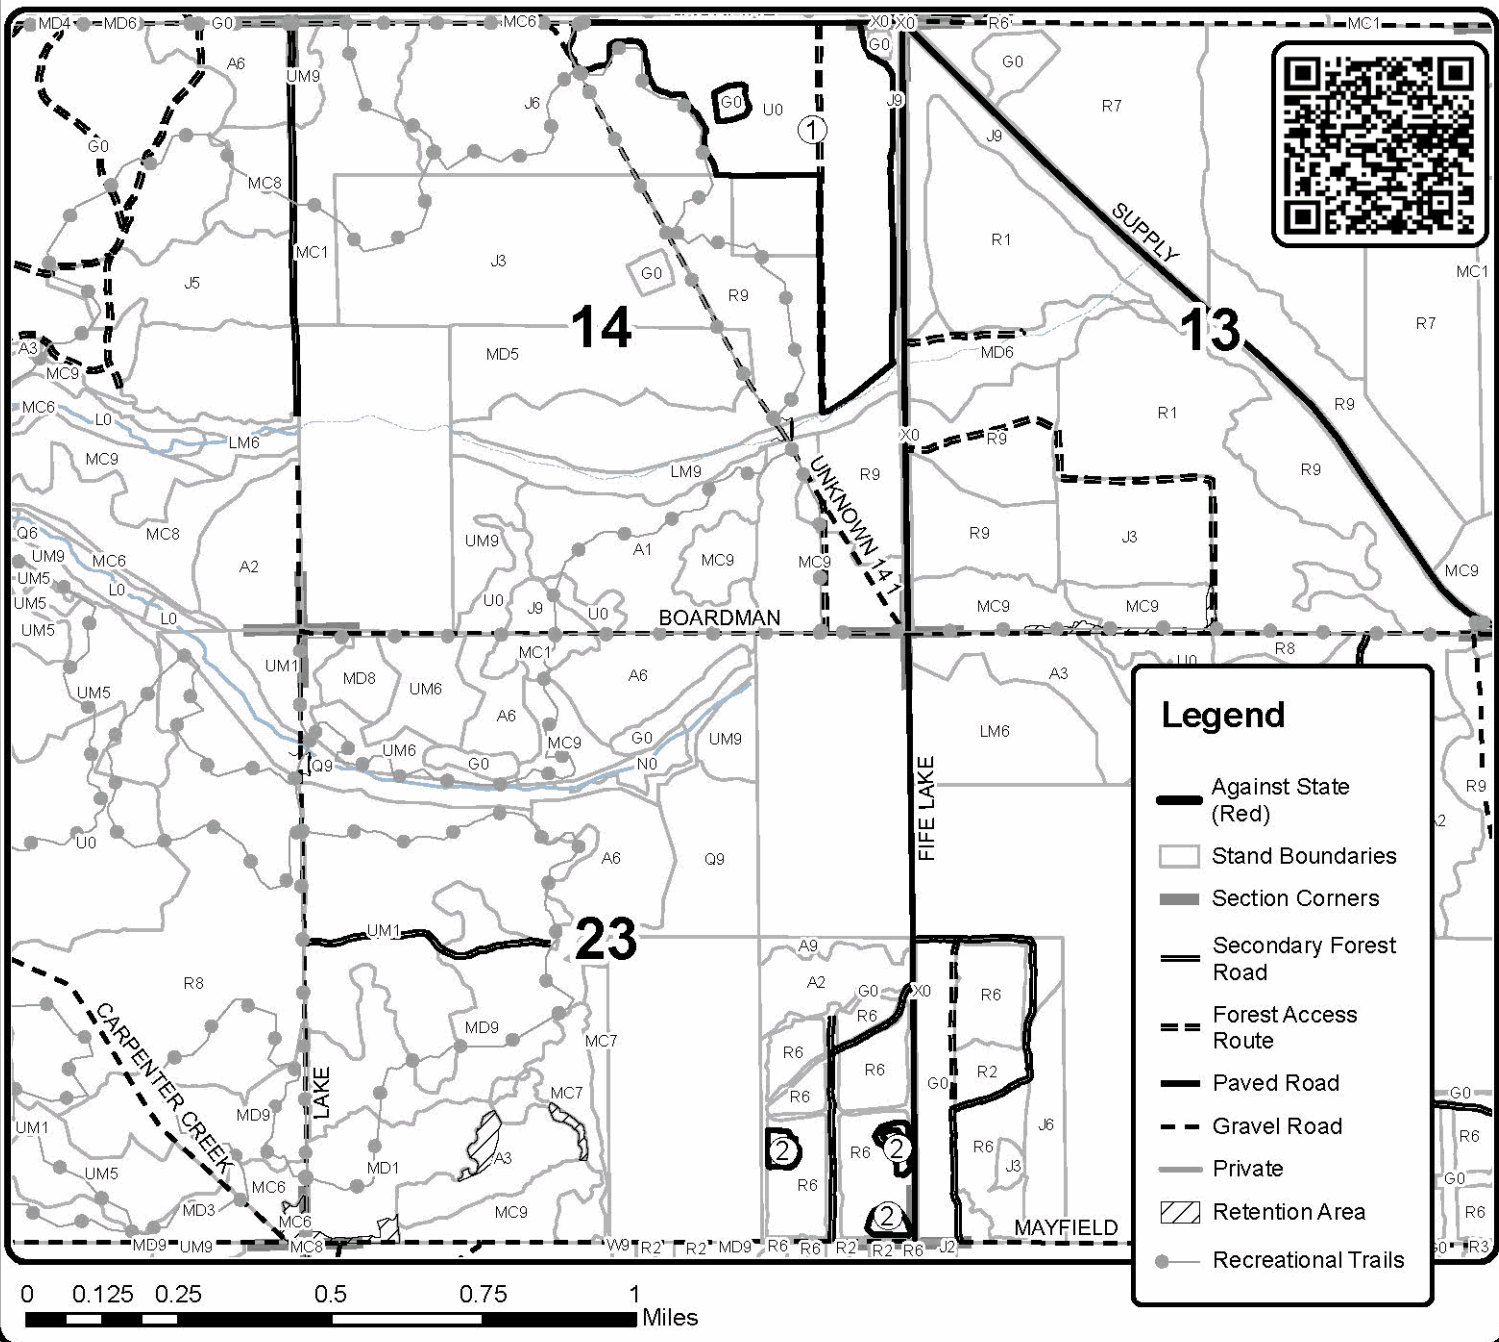 MD4 MD6 G0 MC6 X0 X0 R6 MC1
A6 UM9 J6 G0 U0 G0 J9 G0 R7
1
J9
G0
MC8
SUPPLY
MC1 J3 R1 MC1
J5 G0 R9
14 13 R7
A3 MD5 MD6
MC9
MC6 L0 R1 R9
LM6 X0 R9
MC9 LM9 R9 R9
UNKNOWN 14 1
Q6 MC8 UM9 A1 MC9 MC9 R9 J3
UM9 MC6 A2 MC9
UM5 L0
UM5 L0 U0 J9 U0 MC9 MC9
UM5 BOARDMAN
UM1 MC1 R8
MD8 UM6 A6 A3 U0
UM5 A6 LM6
UM6 MC9 G0 UM9
Q9 G0 N0
R9
FIFE LAKE
U0 A6 Q9
UM1 23 A9
R8 A2 G0 X0 R6
CARPENTER CREEK
MD9 R6
MC7 R6
R6 R2
LAKE
MC7 R6 G0
MD9
UM1 J6
UM5 MD1 A3 2 R6 2 R6 J3
MC6 R6
MD3 MC9 2
MC6 MAYFIELD
MD9 UM9 MC8 W9 R2 R2 MD9 R6 R6 R2 R2 R6 J2
G0
R6
G0
R6
R3
Legend
Against State
(Red)
Stand Boundaries
Section Corners
Secondary Forest
Road
Forest Access
Route
Paved Road
Gravel Road
Private
Retention Area
Recreational Trails
0 0.125 0.25 0.5 0.75 1
Miles